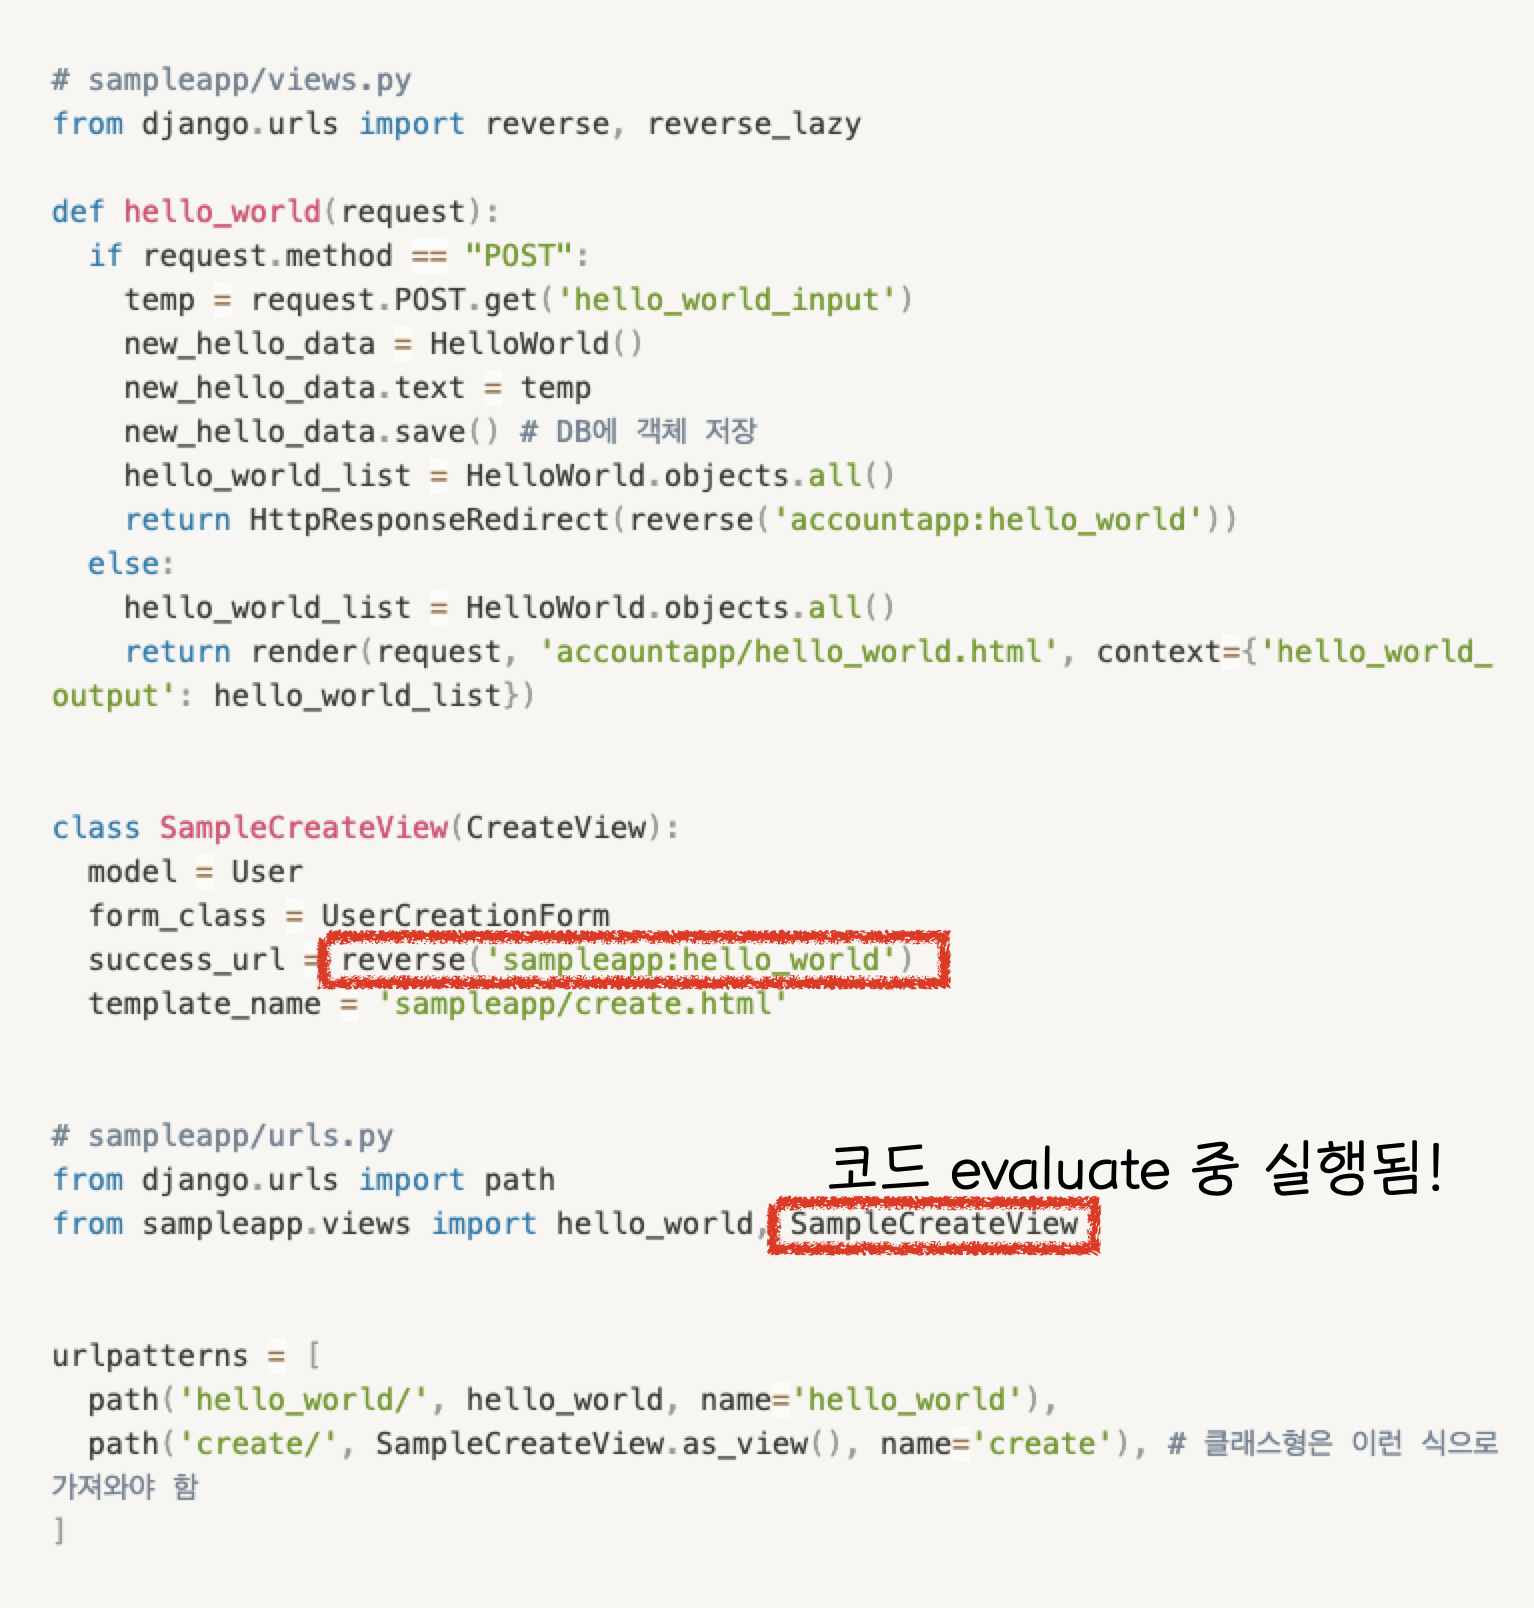 # sampleapp/views.py
from django.urls import reverse, reverse_lazy
def hello_world(request):
  if request.method == "POST":
    temp = request.POST.get('hello_world_input')
    new_hello_data = HelloWorld()
    new_hello_data.text = temp
    new_hello_data.save() # DB에 객체 저장
    hello_world_list = HelloWorld.objects.all()
    return HttpResponseRedirect(reverse('accountapp:hello_world'))
  else:
    hello_world_list = HelloWorld.objects.all()
    return render(request, 'accountapp/hello_world.html', context={'hello_world_
output': hello_world_list})
class SampleCreateView(CreateView):
  model = User
  form_class = UserCreationForm
  success_url = reverse('sampleapp:hello_world')
  template_name = 'sampleapp/create.html'
# sampleapp/urls.py
코드 evaluate 중 실행됨!
from django.urls import path
from sampleapp.views import hello_world, SampleCreateView
urlpatterns = [
  path('hello_world/', hello_world, name='hello_world'),
  path('create/', SampleCreateView.as_view(), name='create'), # 클래스형은 이런 식으로
가져와야 함
]